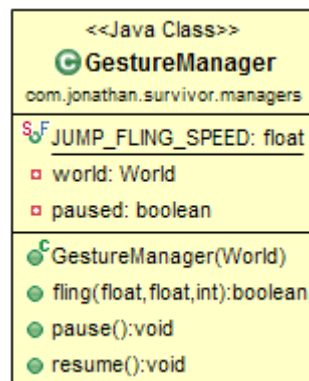 <<Java Class>>
C GestureManager
com.jonathan.survivor.managers
S F JUMP_FLING_SPEED: float
world: World
paused: boolean
C GestureManager(World)
fling(float,float,int):boolean
pause():void
resume():void